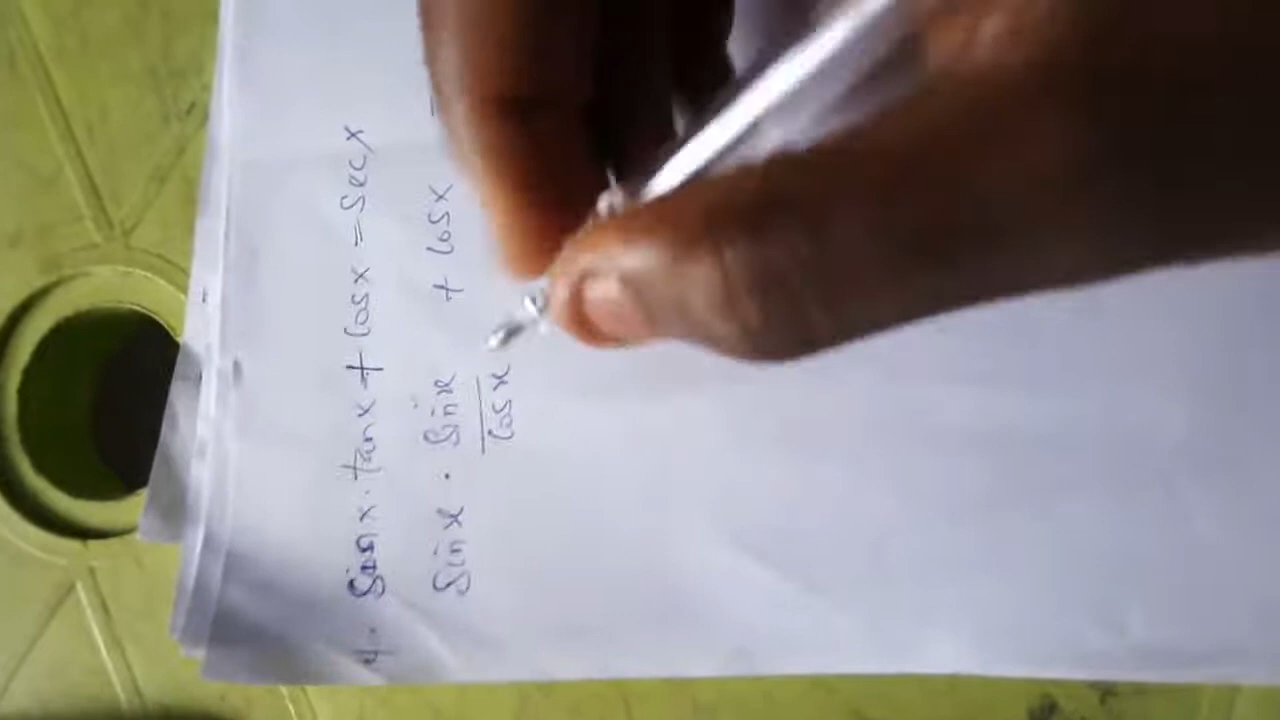 4. Sinx. tanx + Cosx = Secx
Sinx . Sinx + Cosx =
Cosx